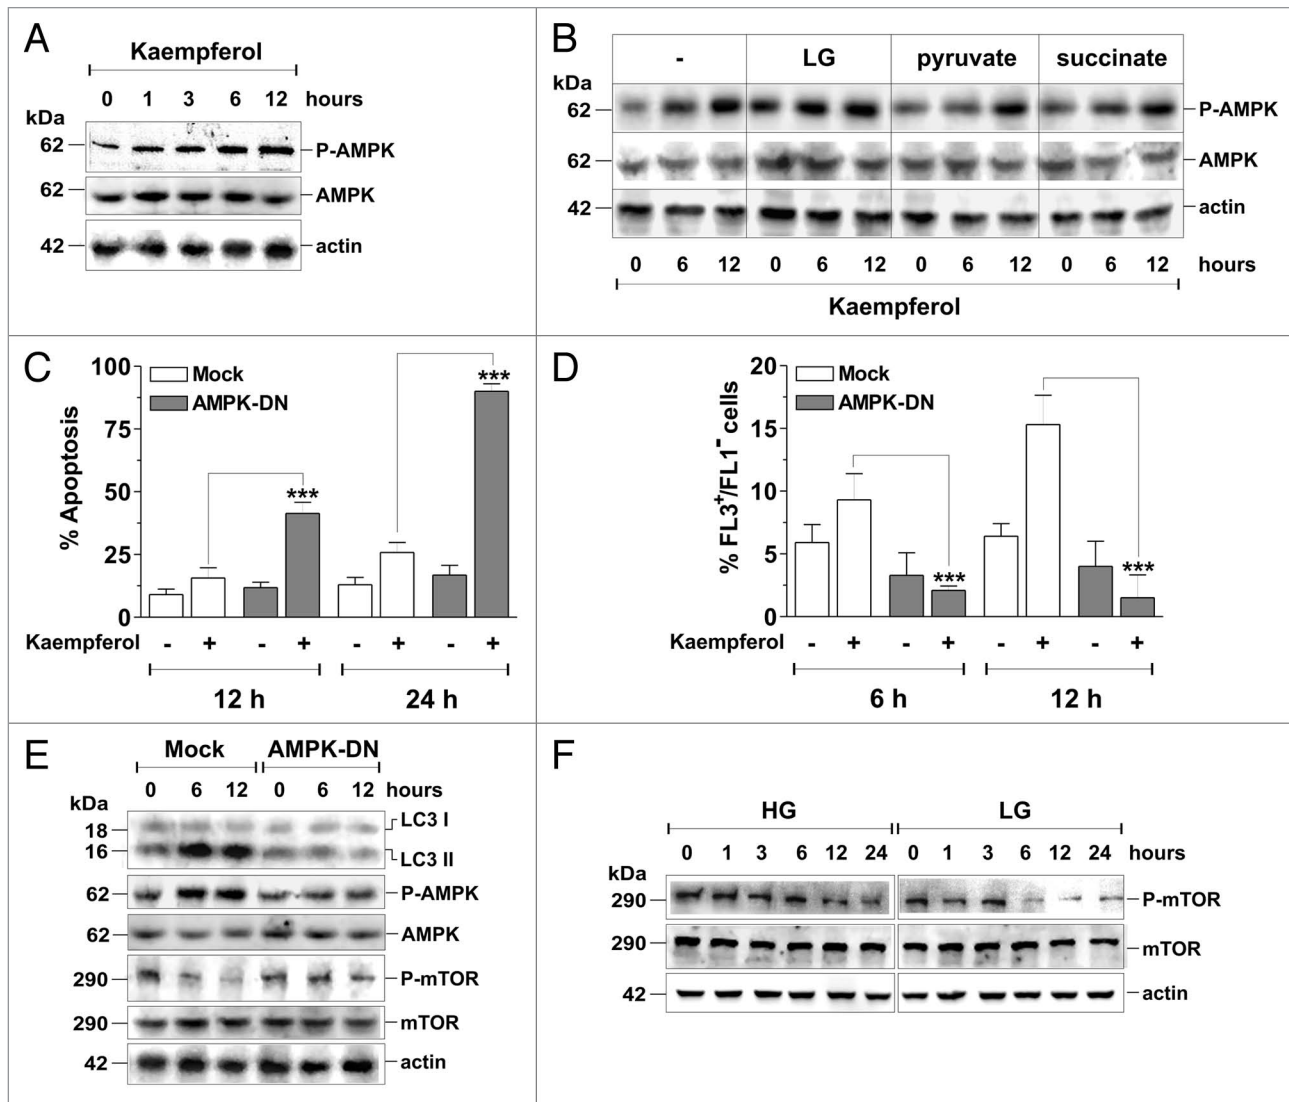 A
Kaempferol
0 1 3 6 12 hours
kDa
62 P-AMPK
62 AMPK
42 actin
B
- LG pyruvate succinate
kDa
62 P-AMPK
62 AMPK
42 actin
0 6 12 0 6 12 0 6 12 0 6 12 hours
Kaempferol
C
% Apoptosis
100
75
50
25
0
Mock
AMPK-DN
***
***
Kaempferol - + - + - + - +
12 h 24 h
D
% FL3+/FL1- cells
20
15
10
5
0
Mock
AMPK-DN
***
***
Kaempferol - + - + - + - +
6 h 12 h
E
Mock AMPK-DN
0 6 12 0 6 12 hours
kDa
LC3 I
18
16
LC3 II
62 P-AMPK
62 AMPK
290 P-mTOR
290 mTOR
42 actin
F
HG LG
0 1 3 6 12 24 0 1 3 6 12 24 hours
kDa
290 P-mTOR
290 mTOR
42 actin